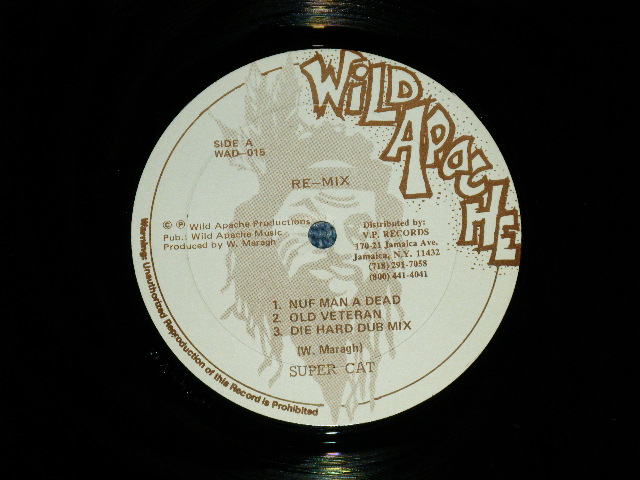 WiLD APACHE
SIDE A
WAD-015
RE-MIX
© ℗ Wild Apache Productions
Pub.: Wild Apache Music
Produced by W. Maragh
Distributed by:
V.P. RECORDS
170-21 Jamaica Ave.
Jamaica, N.Y. 11432
(718) 291-7058
(800) 441-4041
1. NUF MAN A DEAD
2. OLD VETERAN
3. DIE HARD DUB MIX
(W. Maragh)
SUPER CAT
Warning: Unauthorized Reproduction of this Record is Prohibited